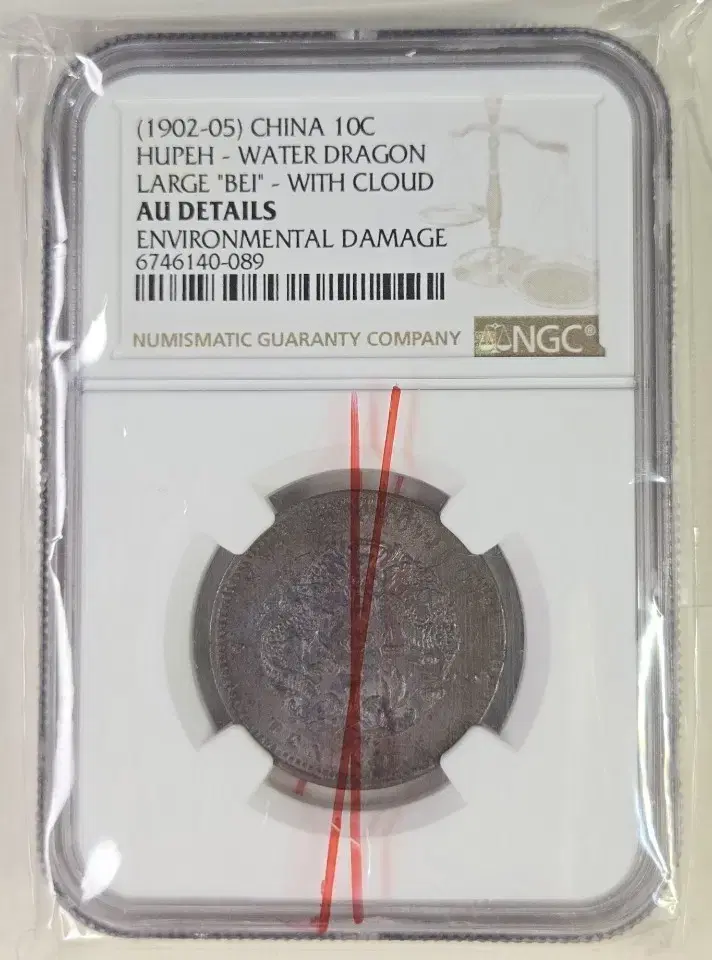 (1902-05) CHINA 10C
HUPEH - WATER DRAGON
LARGE "BEI" - WITH CLOUD
AU DETAILS
ENVIRONMENTAL DAMAGE
6746140-089
NUMISMATIC GUARANTY COMPANY NGC®